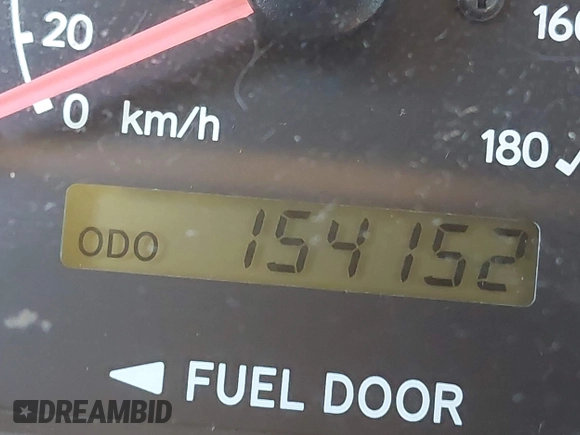 20
160
0 km/h
180
ODO 154152
FUEL DOOR
DREAMBID